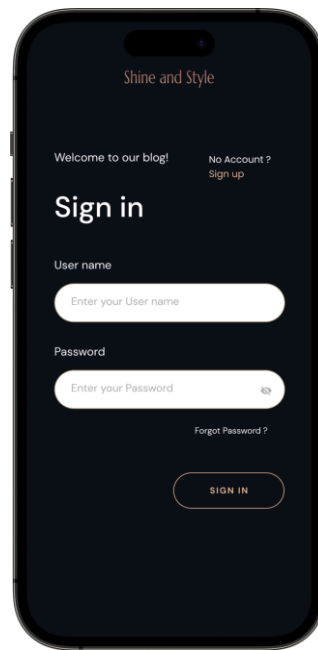 Shine and Style
Welcome to our blog!
No Account ?
Sign up
Sign in
User name
Enter your User name
Password
Enter your Password
Forgot Password ?
SIGN IN